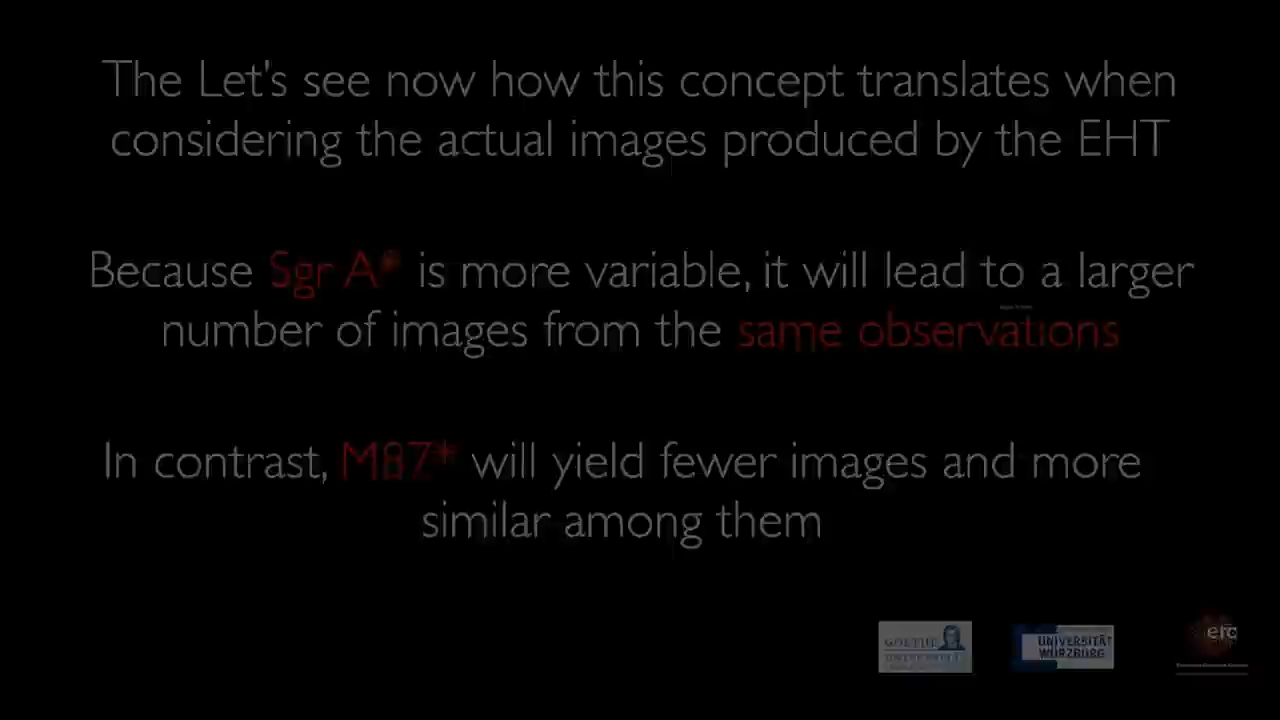 The Let's see now how this concept translates when
considering the actual images produced by the EHT
Because Sgr A* is more variable, it will lead to a larger
number of images from the same observations
In contrast, M87* will yield fewer images and more
similar among them
GOETHE
UNIVERSITÄT
UNIVERSITÄT
WÜRZBURG
erc